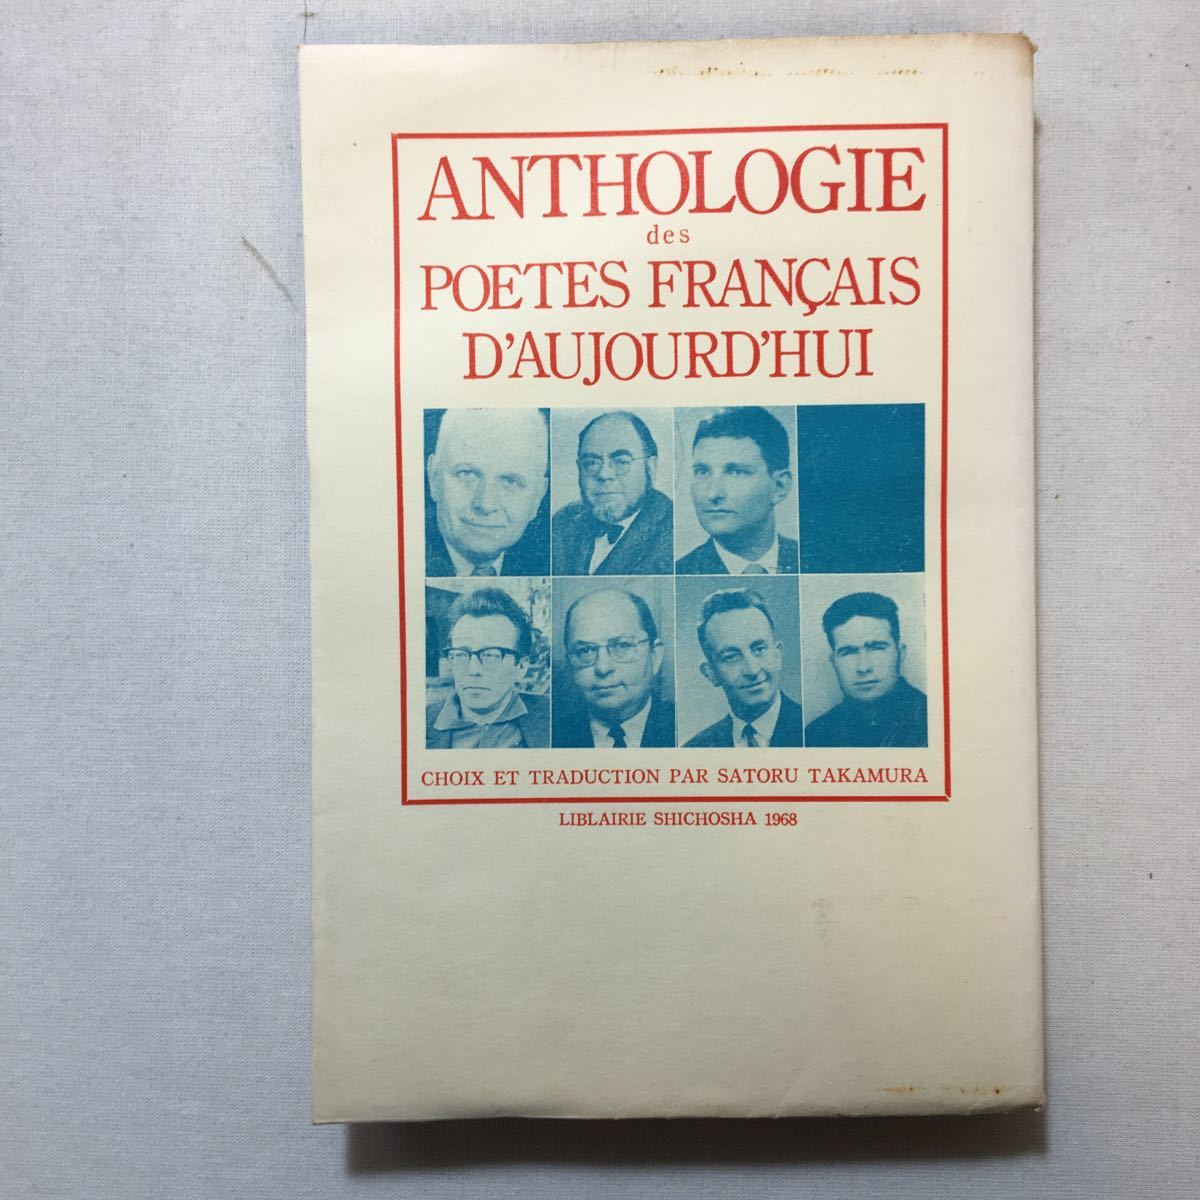 ANTHOLOGIE
des
POETES FRANÇAIS
D'AUJOURD'HUI
CHOIX ET TRADUCTION PAR SATORU TAKAMURA
LIBLAIRIE SHICHOSHA 1968